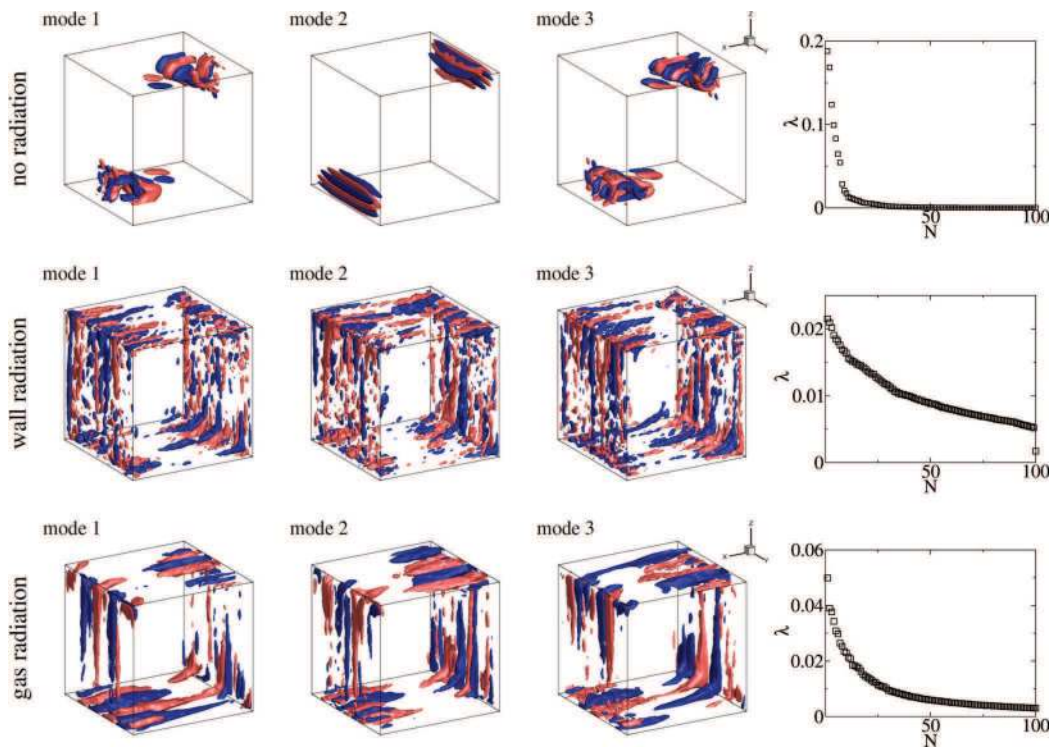 mode 1
mode 2
mode 3
no radiation
z
x
0.2
λ
0.1
0
50
100
N
mode 1
mode 2
mode 3
wall radiation
z
x
0.02
λ
0.01
0
50
100
N
mode 1
mode 2
mode 3
gas radiation
z
x
0.06
0.04
λ
0.02
0
50
100
N